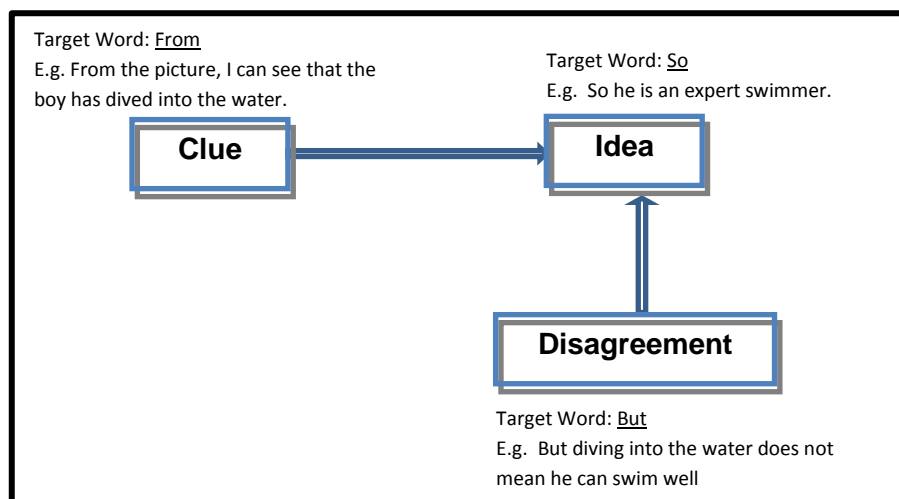 Target Word: From
E.g. From the picture, I can see that the
boy has dived into the water.
Clue
Target Word: So
E.g.  So he is an expert swimmer.
Idea
Disagreement
Target Word: But
E.g.  But diving into the water does not
mean he can swim well